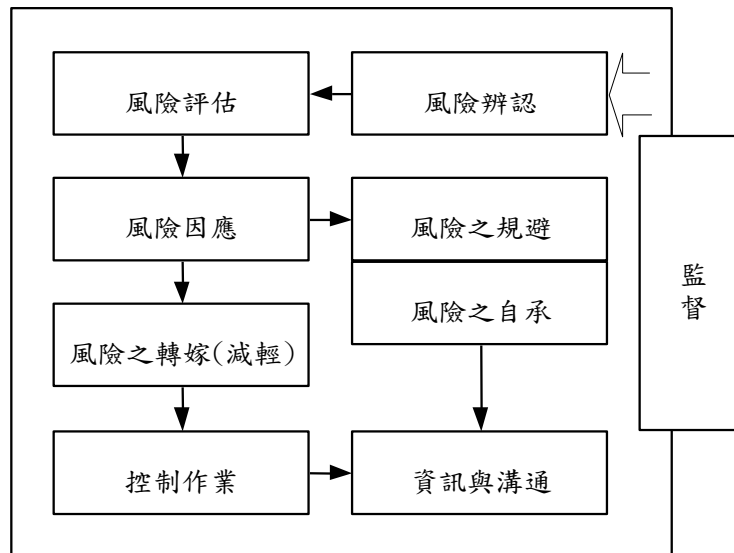 風險評估
風險辨認
風險因應
風險之規避
風險之自承
風險之轉嫁(減輕)
控制作業
資訊與溝通
監督